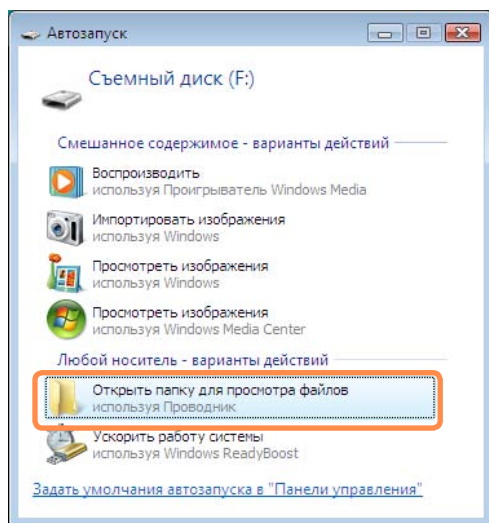 Автозапуск
Съемный диск (F:)
Смешанное содержимое - варианты действий
Воспроизводить
используя Проигрыватель Windows Media
Импортировать изображения
используя Windows
Просмотреть изображения
используя Windows
Просмотреть изображения
используя Windows Media Center
Любой носитель - варианты действий
Открыть папку для просмотра файлов
используя Проводник
Ускорить работу системы
используя Windows ReadyBoost
Задать умолчания автозапуска в "Панели управления"